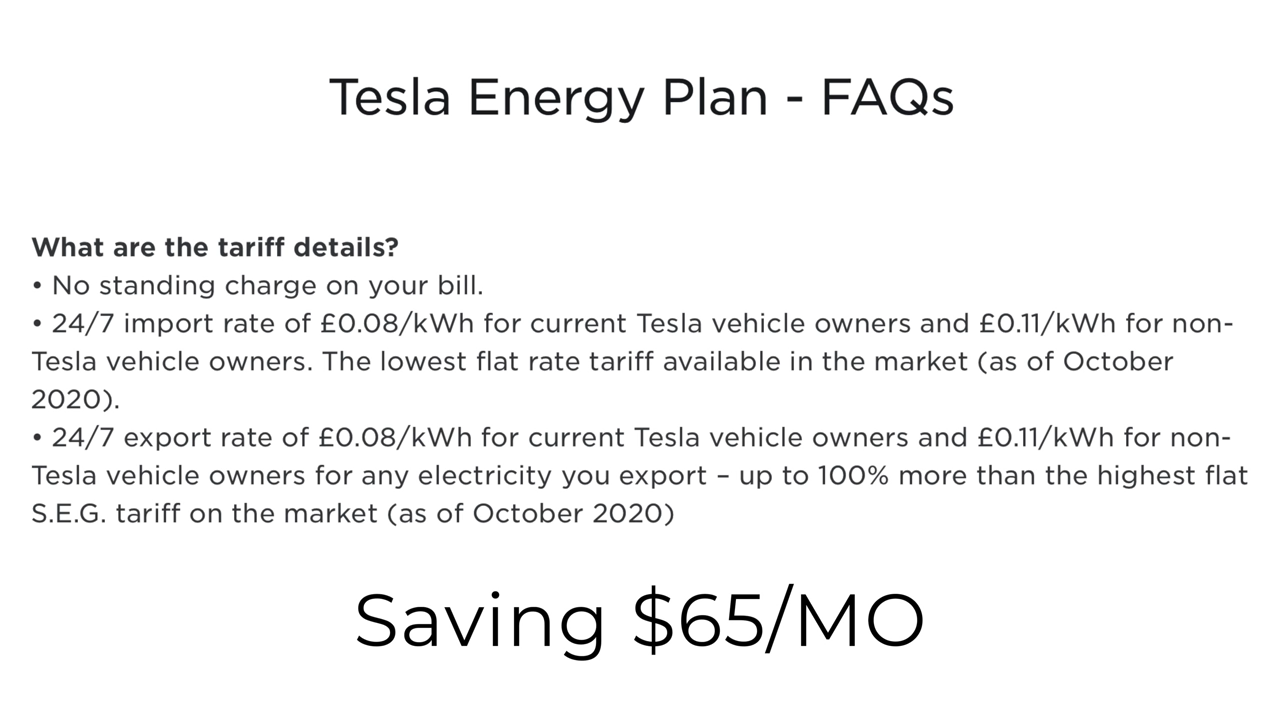 Tesla Energy Plan - FAQs
What are the tariff details?
• No standing charge on your bill.
• 24/7 import rate of £0.08/kWh for current Tesla vehicle owners and £0.11/kWh for non-
Tesla vehicle owners. The lowest flat rate tariff available in the market (as of October
2020).
• 24/7 export rate of £0.08/kWh for current Tesla vehicle owners and £0.11/kWh for non-
Tesla vehicle owners for any electricity you export – up to 100% more than the highest flat
S.E.G. tariff on the market (as of October 2020)
Saving $65/MO